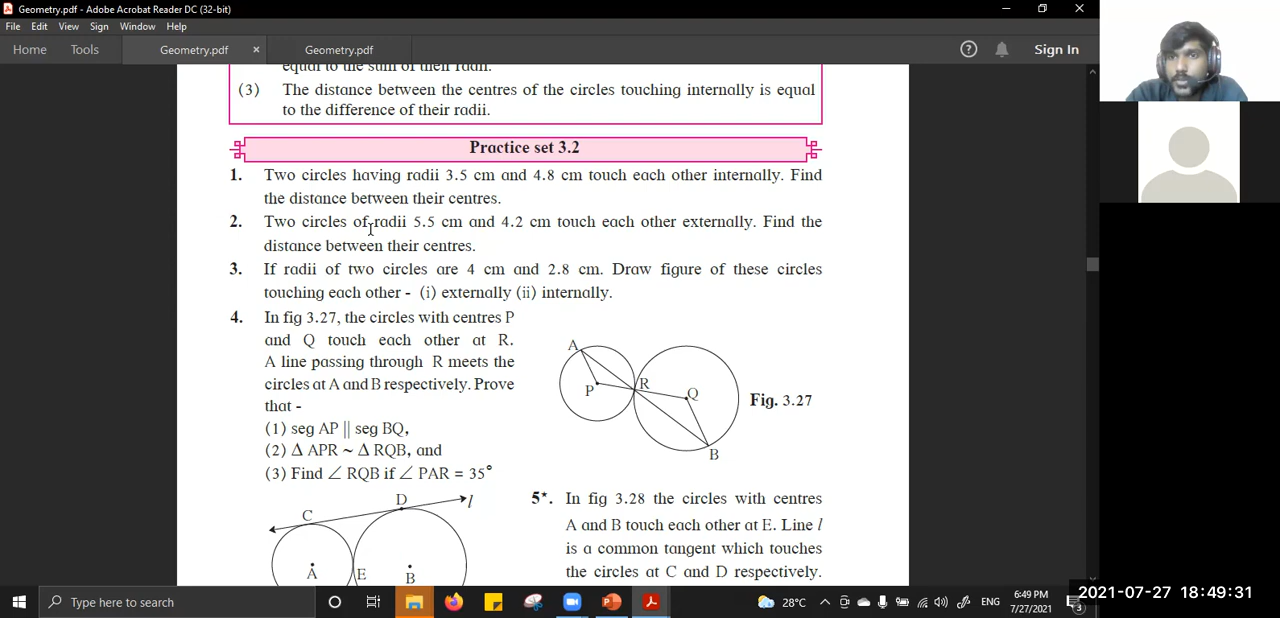 Geometry.pdf - Adobe Acrobat Reader DC (32-bit)
File Edit View Sign Window Help
Home Tools Geometry.pdf × Geometry.pdf ? Sign In
equal to the sum of their radii.
(3) The distance between the centres of the circles touching internally is equal
to the difference of their radii.
Practice set 3.2
1. Two circles having radii 3.5 cm and 4.8 cm touch each other internally. Find
the distance between their centres.
2. Two circles of radii 5.5 cm and 4.2 cm touch each other externally. Find the
distance between their centres.
3. If radii of two circles are 4 cm and 2.8 cm. Draw figure of these circles
touching each other - (i) externally (ii) internally.
4. In fig 3.27, the circles with centres P
and Q touch each other at R.
A line passing through R meets the
circles at A and B respectively. Prove
that -
(1) seg AP || seg BQ,
(2) Δ APR ~ Δ RQB, and
(3) Find ∠ RQB if ∠ PAR = 35°
A
P
R
Q
B
Fig. 3.27
C
D
l
A
E
B
5*. In fig 3.28 the circles with centres
A and B touch each other at E. Line l
is a common tangent which touches
the circles at C and D respectively.
Type here to search
28°C
ENG
6:49 PM
7/27/2021
3
2021-07-27 18:49:31